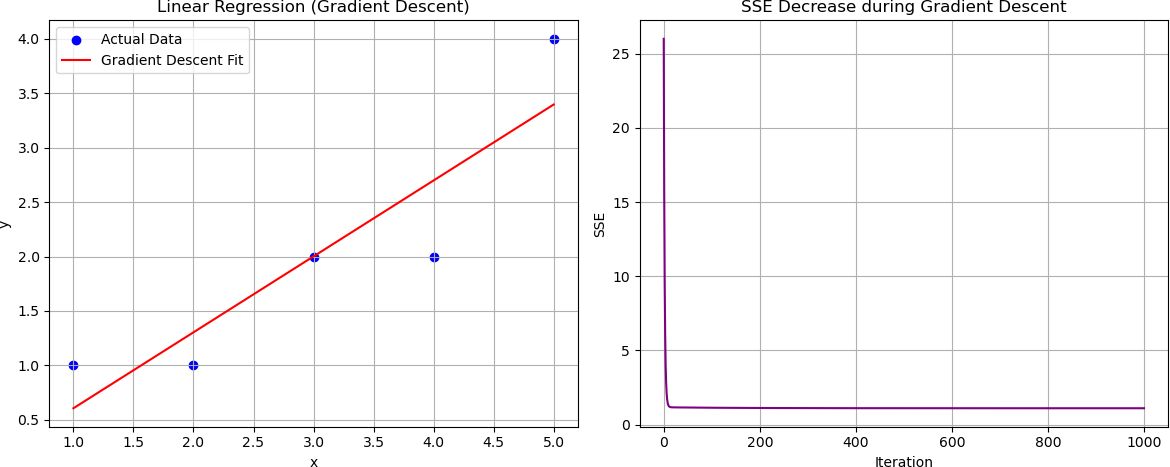 Linear Regression (Gradient Descent)
Actual Data
Gradient Descent Fit
4.0
3.5
3.0
2.5
2.0
1.5
1.0
0.5
y
1.0 1.5 2.0 2.5 3.0 3.5 4.0 4.5 5.0
x
SSE Decrease during Gradient Descent
25
20
15
10
5
0
SSE
0 200 400 600 800 1000
Iteration